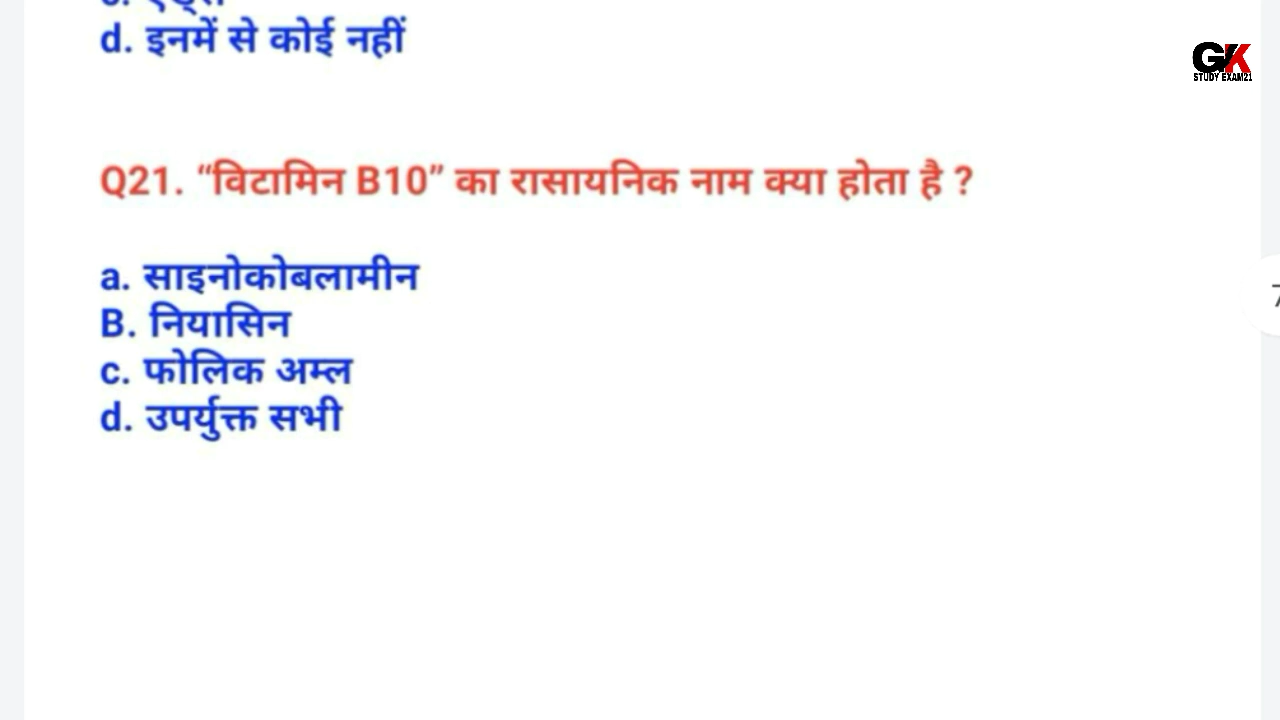 d. इनमें से कोई नहीं
GK
STUDY EXAM21
Q21. “विटामिन B10” का रासायनिक नाम क्या होता है ?
a. साइनोकोबलामीन
B. नियासिन
c. फोलिक अम्ल
d. उपर्युक्त सभी